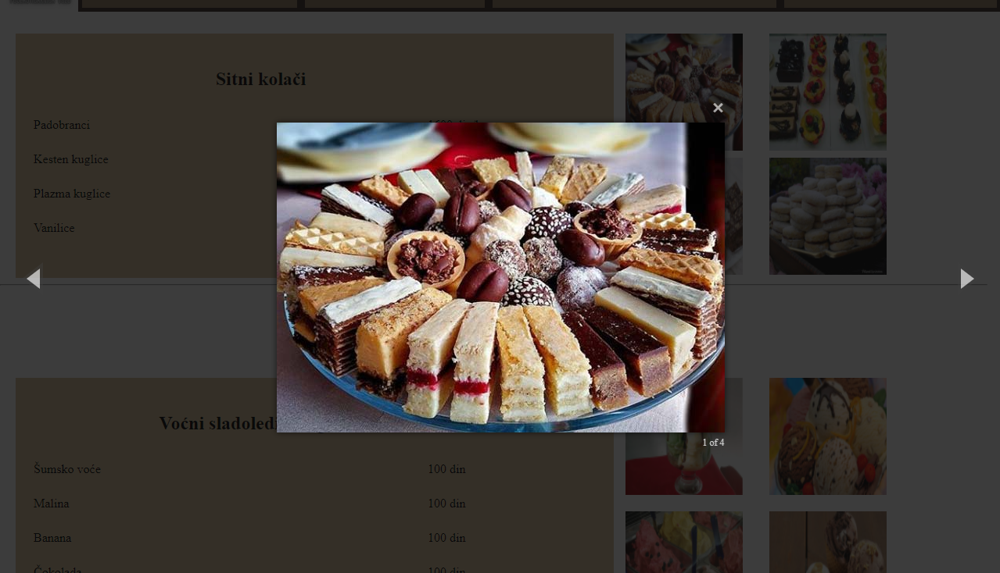 Sitni kolači
×
Padobranci
Kesten kuglice
Plazma kuglice
Vanilice
1 of 4
Voćni sladoledi
Šumsko voće 100 din
Malina 100 din
Banana 100 din
Čokolada 100 din